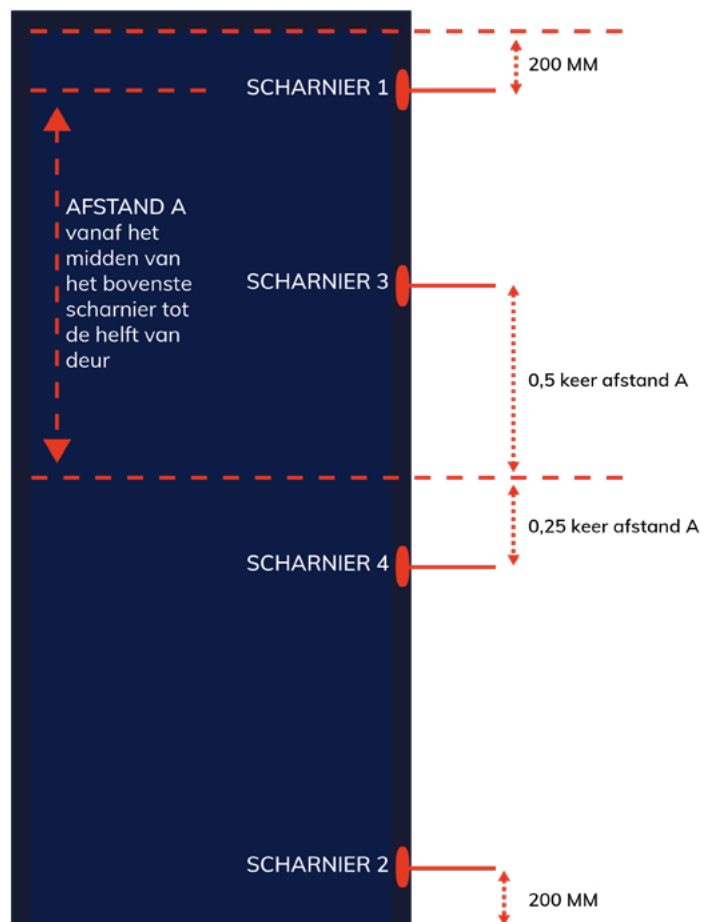 200 MM
SCHARNIER 1
AFSTAND A
vanaf het
midden van
het bovenste
scharnier tot
de helft van
deur
SCHARNIER 3
0,5 keer afstand A
0,25 keer afstand A
SCHARNIER 4
SCHARNIER 2
200 MM